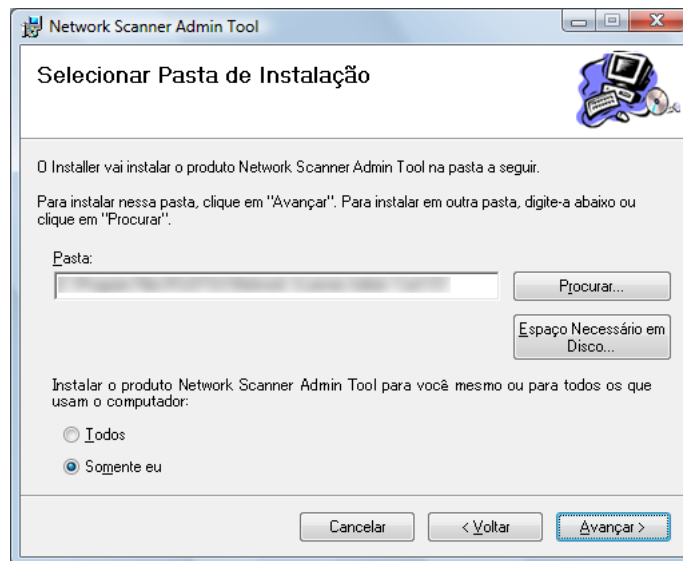 Network Scanner Admin Tool
Selecionar Pasta de Instalação
O Installer vai instalar o produto Network Scanner Admin Tool na pasta a seguir.
Para instalar nessa pasta, clique em "Avançar". Para instalar em outra pasta, digite-a abaixo ou
clique em "Procurar".
Pasta:
Procurar...
Espaço Necessário em
Disco...
Instalar o produto Network Scanner Admin Tool para você mesmo ou para todos os que
usam o computador:
Todos
Somente eu
Cancelar
< Voltar
Avançar >